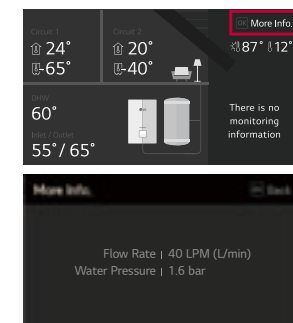 Circuit 1
24°
-65°
Circuit 2
20°
-40°
DHW
60°
Inlet / Outlet
55°/ 65°
OK More Info.
87° 12°
There is no
monitoring
information
More Info.
OK Back
Flow Rate | 40 LPM (L/min)
Water Pressure | 1.6 bar